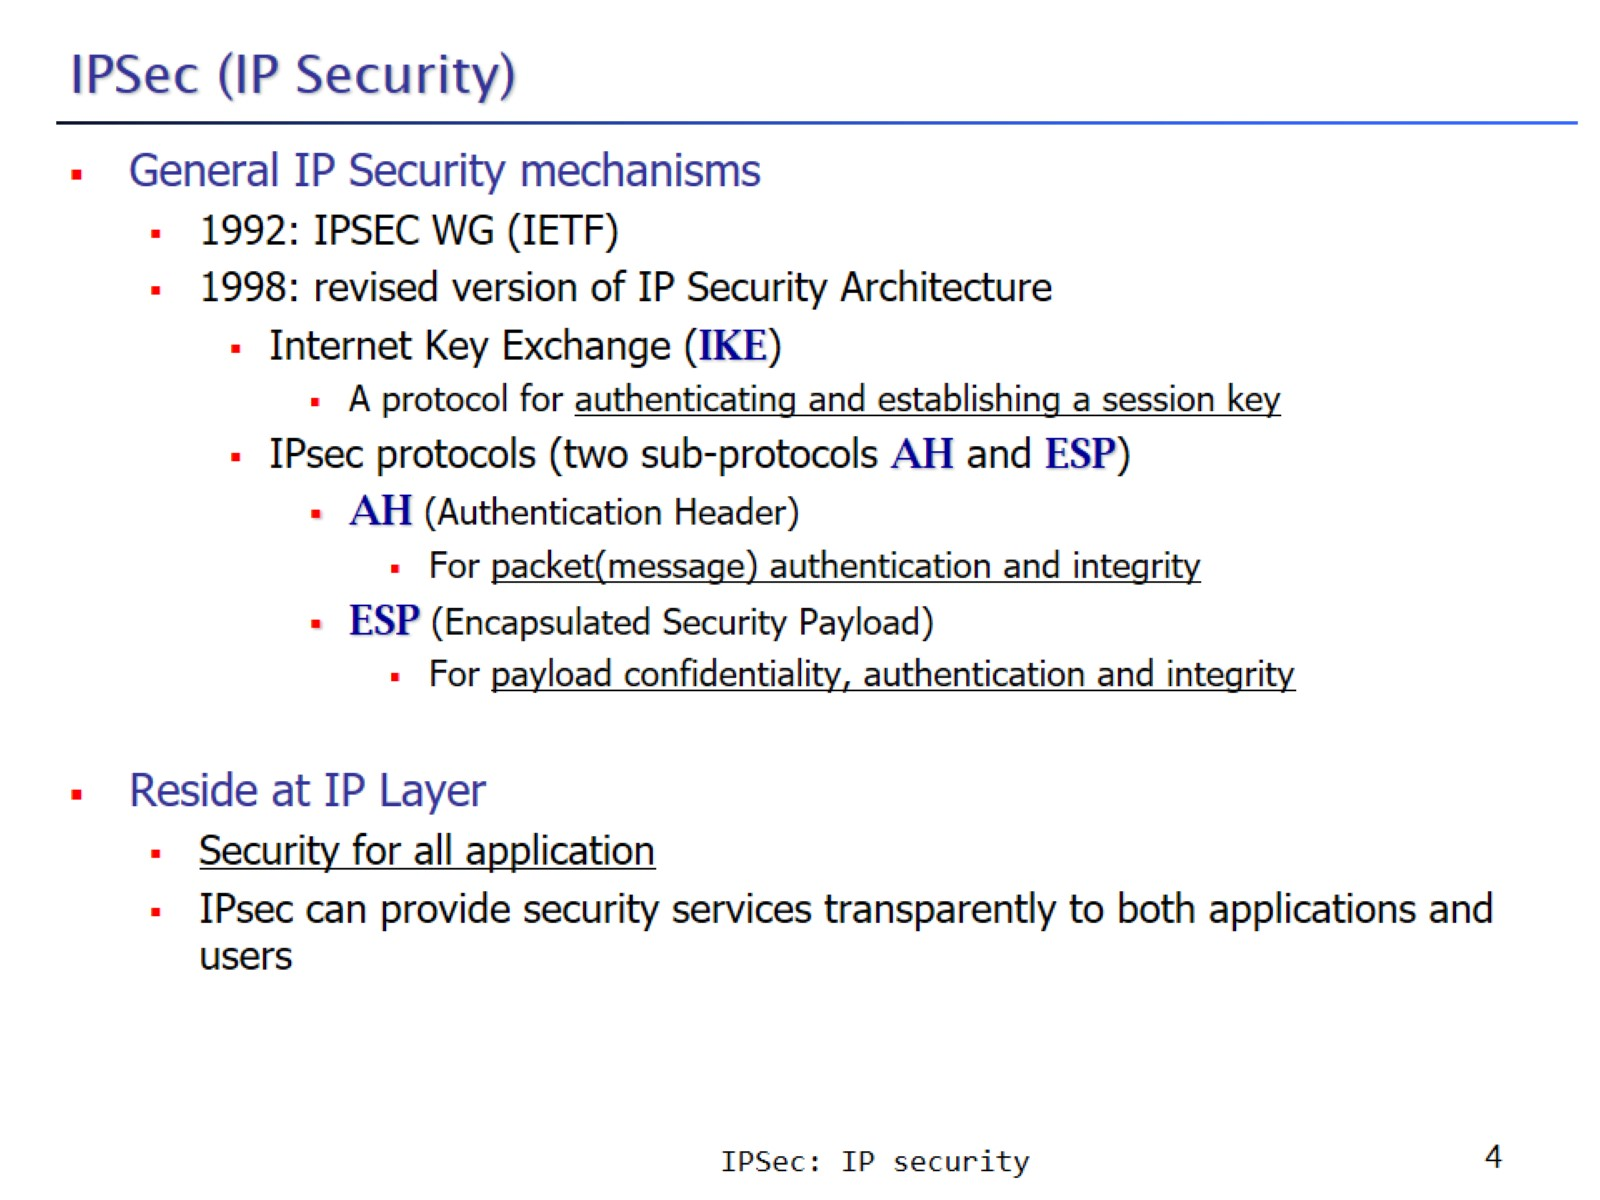 IPSec (IP Security)
General IP Security mechanisms
1992: IPSEC WG (IETF)
1998: revised version of IP Security Architecture
Internet Key Exchange (IKE)
A protocol for authenticating and establishing a session key
IPsec protocols (two sub-protocols AH and ESP)
AH (Authentication Header)
For packet(message) authentication and integrity
ESP (Encapsulated Security Payload)
For payload confidentiality, authentication and integrity
Reside at IP Layer
Security for all application
IPsec can provide security services transparently to both applications and
users
IPSec: IP security
4